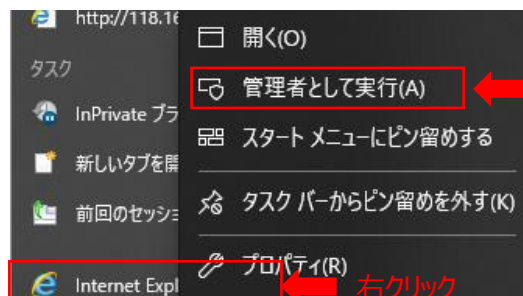 http://118.16
タスク
InPrivate ブラ
新しいタブを開
前回のセッショ
Internet Expl
開く(O)
管理者として実行(A)
スタート メニューにピン留めする
タスク バーからピン留めを外す(K)
プロパティ(R)
右クリック